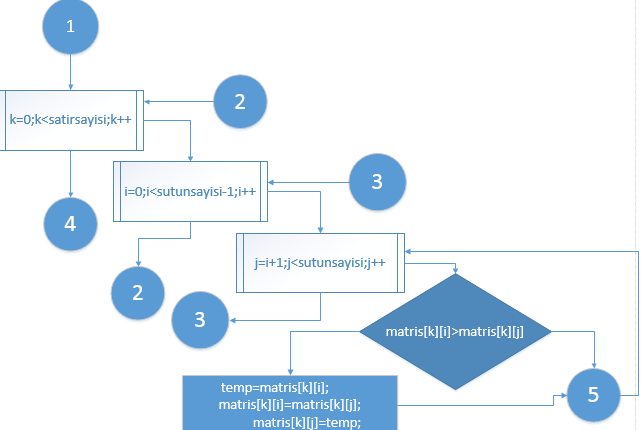 1
k=0;k<satirsayisi;k++
2
i=0;i<sutunsayisi-1;i++
3
4
j=i+1;j<sutunsayisi;j++
2
3
matris[k][i]>matris[k][j]
temp=matris[k][i];
matris[k][i]=matris[k][j];
matris[k][j]=temp;
5